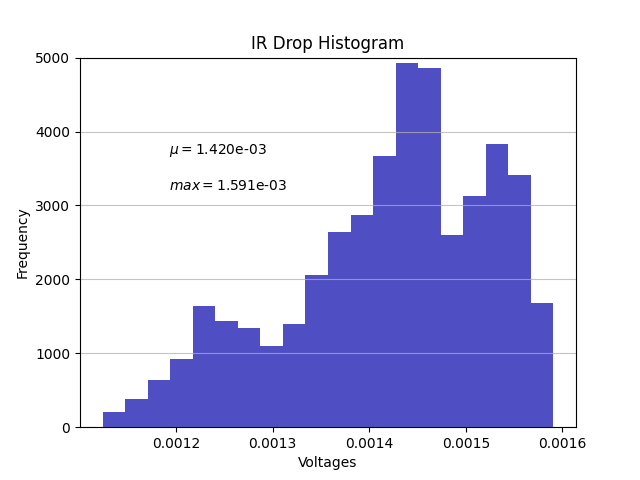 IR Drop Histogram
5000
4000
3000
2000
1000
0
Frequency
μ = 1.420e-03
max = 1.591e-03
0.0012 0.0013 0.0014 0.0015 0.0016
Voltages